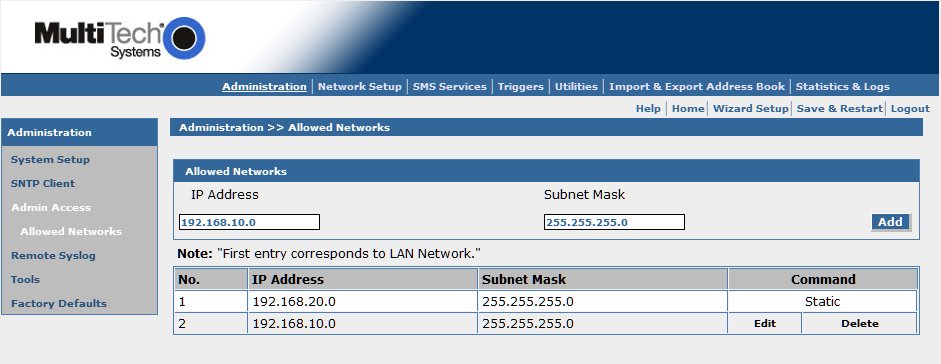 MultiTech
Systems
Administration | Network Setup | SMS Services | Triggers | Utilities | Import & Export Address Book | Statistics & Logs
Help | Home | Wizard Setup | Save & Restart | Logout
Administration
System Setup
SNTP Client
Admin Access
Allowed Networks
Remote Syslog
Tools
Factory Defaults
Administration >> Allowed Networks
Allowed Networks
IP Address Subnet Mask
192.168.10.0 255.255.255.0 Add
Note: "First entry corresponds to LAN Network."
No. IP Address Subnet Mask Command
1 192.168.20.0 255.255.255.0 Static
2 192.168.10.0 255.255.255.0 Edit Delete